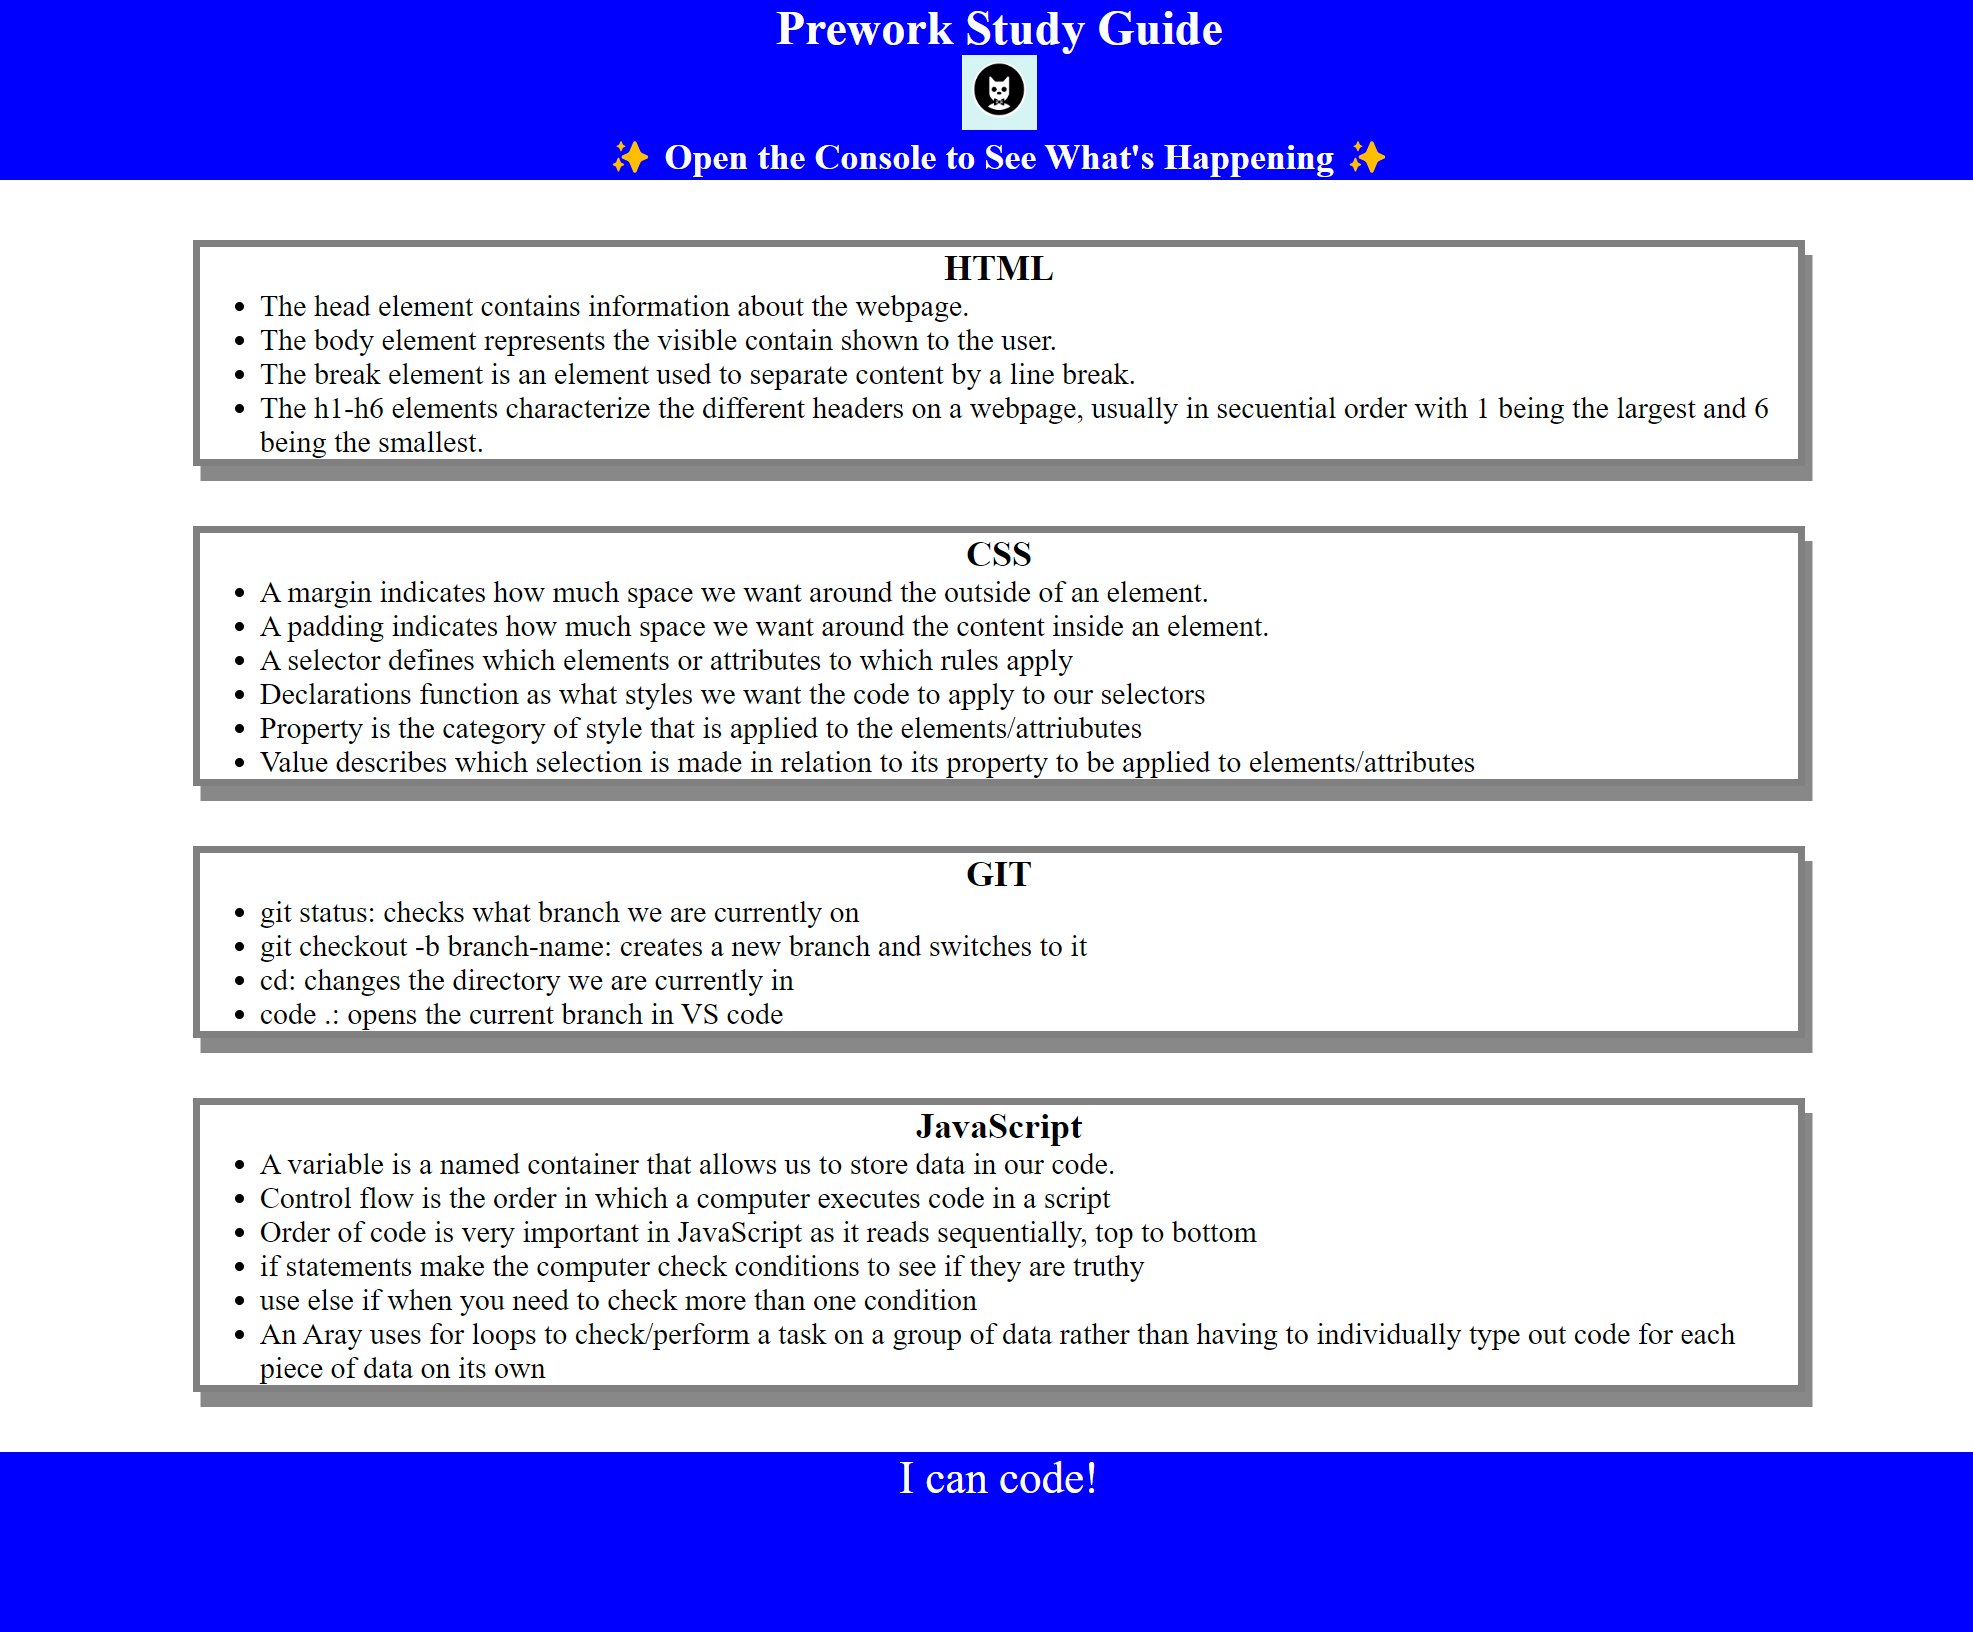 Prework Study Guide
✨ Open the Console to See What's Happening ✨
HTML
• The head element contains information about the webpage.
• The body element represents the visible contain shown to the user.
• The break element is an element used to separate content by a line break.
• The h1-h6 elements characterize the different headers on a webpage, usually in secuential order with 1 being the largest and 6
being the smallest.
CSS
• A margin indicates how much space we want around the outside of an element.
• A padding indicates how much space we want around the content inside an element.
• A selector defines which elements or attributes to which rules apply
• Declarations function as what styles we want the code to apply to our selectors
• Property is the category of style that is applied to the elements/attriubutes
• Value describes which selection is made in relation to its property to be applied to elements/attributes
GIT
• git status: checks what branch we are currently on
• git checkout -b branch-name: creates a new branch and switches to it
• cd: changes the directory we are currently in
• code .: opens the current branch in VS code
JavaScript
• A variable is a named container that allows us to store data in our code.
• Control flow is the order in which a computer executes code in a script
• Order of code is very important in JavaScript as it reads sequentially, top to bottom
• if statements make the computer check conditions to see if they are truthy
• use else if when you need to check more than one condition
• An Aray uses for loops to check/perform a task on a group of data rather than having to individually type out code for each
piece of data on its own
I can code!